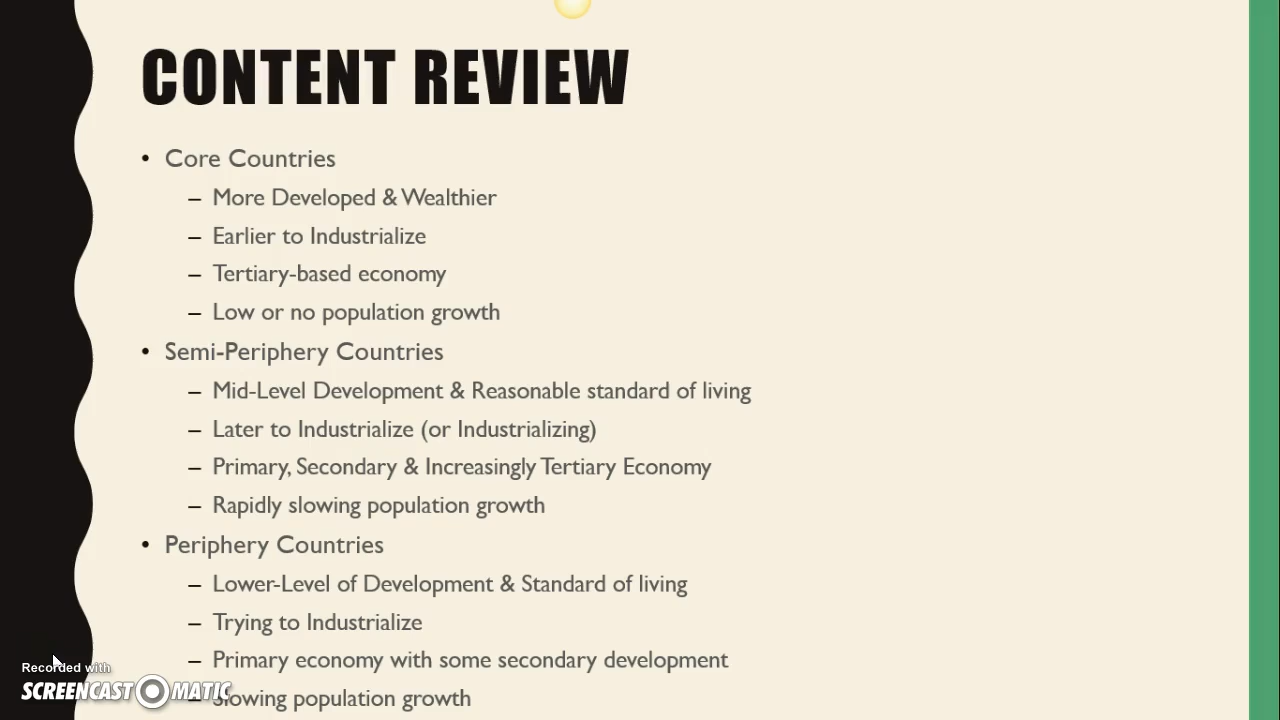 CONTENT REVIEW
• Core Countries
– More Developed & Wealthier
– Earlier to Industrialize
– Tertiary-based economy
– Low or no population growth
• Semi-Periphery Countries
– Mid-Level Development & Reasonable standard of living
– Later to Industrialize (or Industrializing)
– Primary, Secondary & Increasingly Tertiary Economy
– Rapidly slowing population growth
• Periphery Countries
– Lower-Level of Development & Standard of living
– Trying to Industrialize
– Primary economy with some secondary development
– Slowing population growth
Recorded with
SCREENCAST-O-MATIC